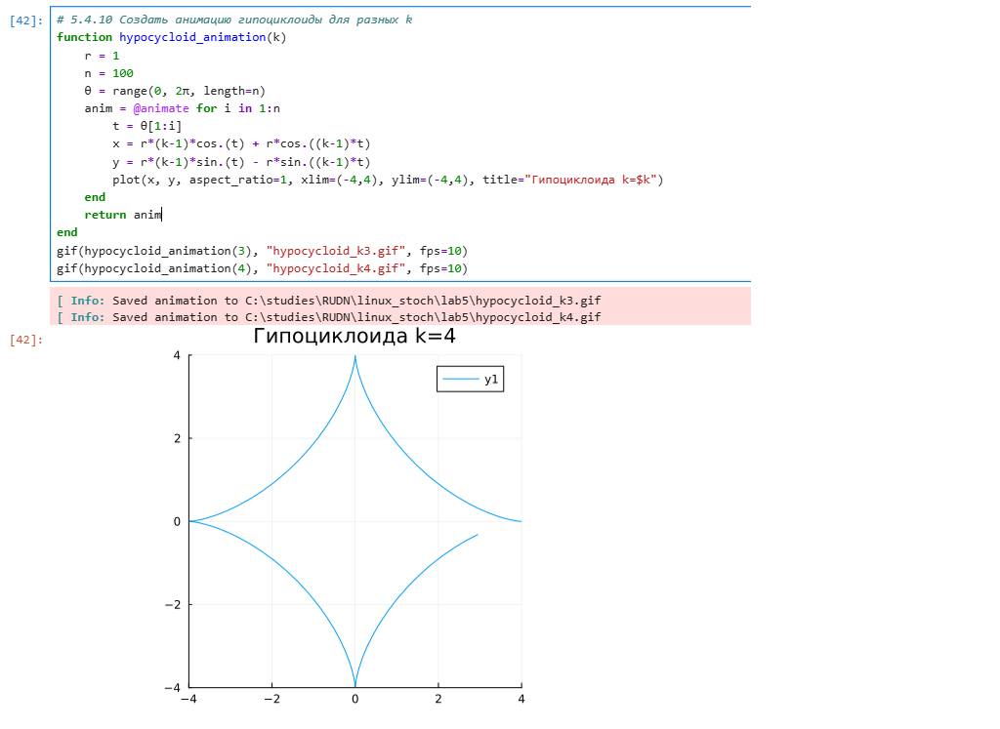 [42]: # 5.4.10 Создать анимацию гипоциклоиды для разных k
function hypocycloid_animation(k)
    r = 1
    n = 100
    θ = range(0, 2π, length=n)
    anim = @animate for i in 1:n
        t = θ[1:i]
        x = r*(k-1)*cos.(t) + r*cos.((k-1)*t)
        y = r*(k-1)*sin.(t) - r*sin.((k-1)*t)
        plot(x, y, aspect_ratio=1, xlim=(-4,4), ylim=(-4,4), title="Гипоциклоида k=$k")
    end
    return anim
end
gif(hypocycloid_animation(3), "hypocycloid_k3.gif", fps=10)
gif(hypocycloid_animation(4), "hypocycloid_k4.gif", fps=10)
[ Info: Saved animation to C:\studies\RUDN\linux_stoch\lab5\hypocycloid_k3.gif
[ Info: Saved animation to C:\studies\RUDN\linux_stoch\lab5\hypocycloid_k4.gif
[42]:
Гипоциклоида k=4
4
y1
2
0
−2
−4
−4 −2 0 2 4